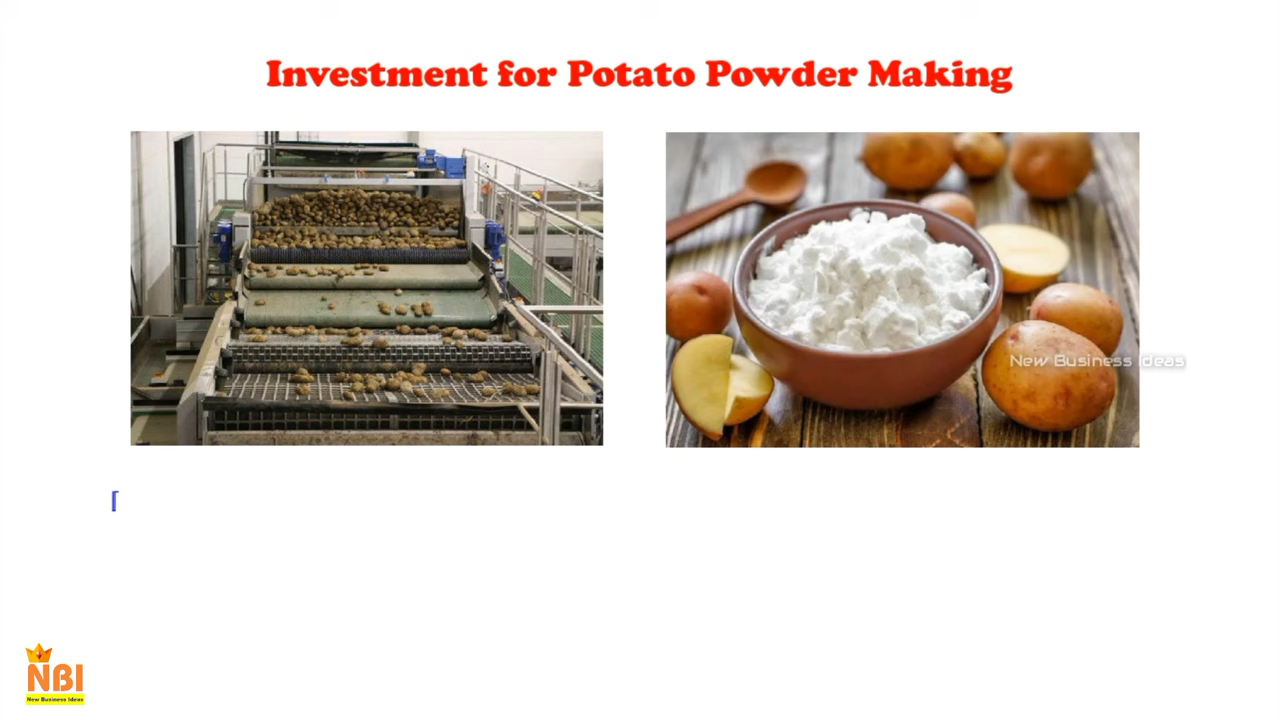 Investment for Potato Powder Making
New Business Ideas
NBI
New Business Ideas